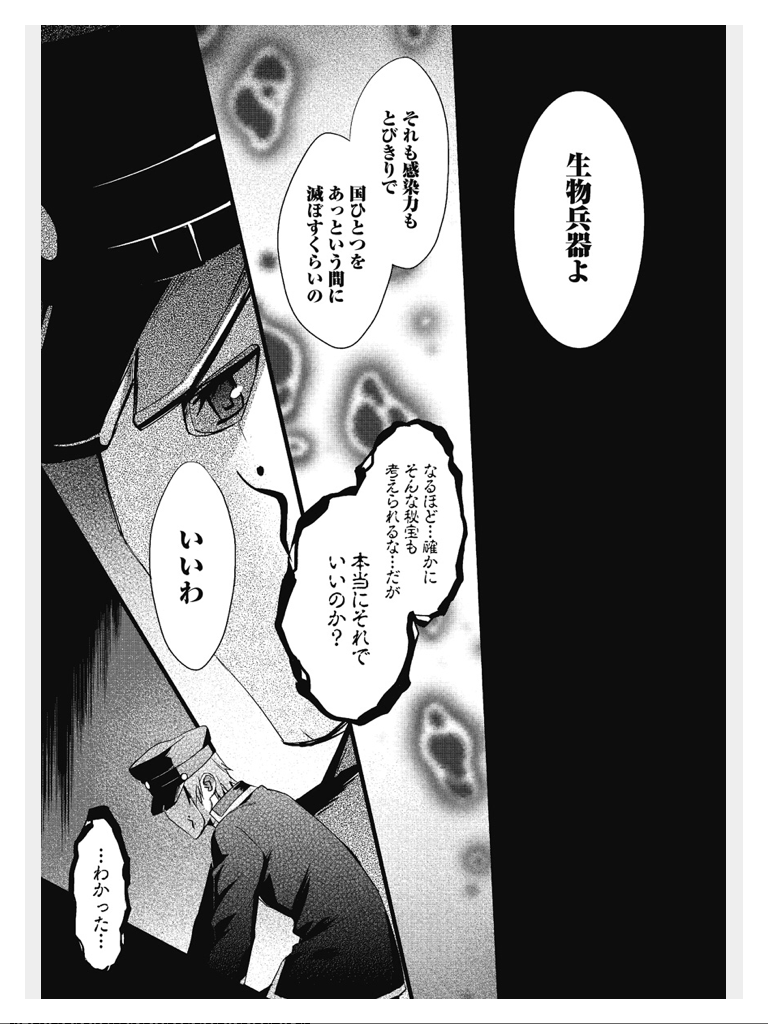 生物兵器よ
それも感染力も
とびきりで
国ひとつを
あっという間に
滅ぼすくらいの
なるほど…確かに
そんな秘宝も
考えられるな…だが
本当にそれで
いいのか?
いいわ
…わかった…